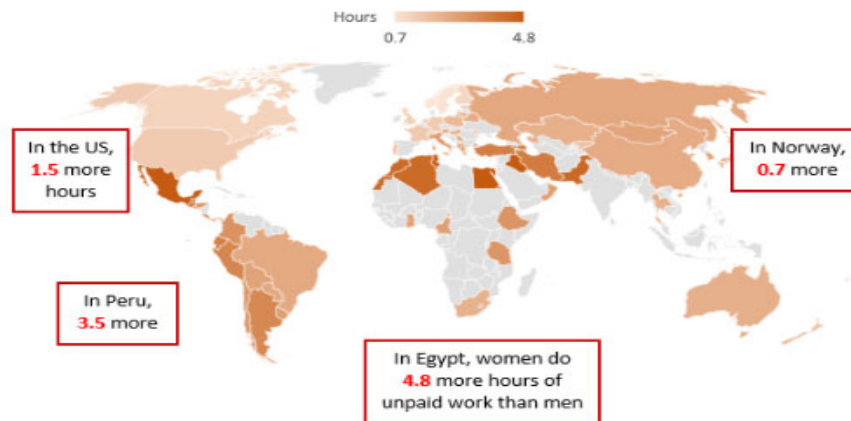 Hours
0.7 4.8
In the US,
1.5 more
hours
In Norway,
0.7 more
In Peru,
3.5 more
In Egypt, women do
4.8 more hours of
unpaid work than men